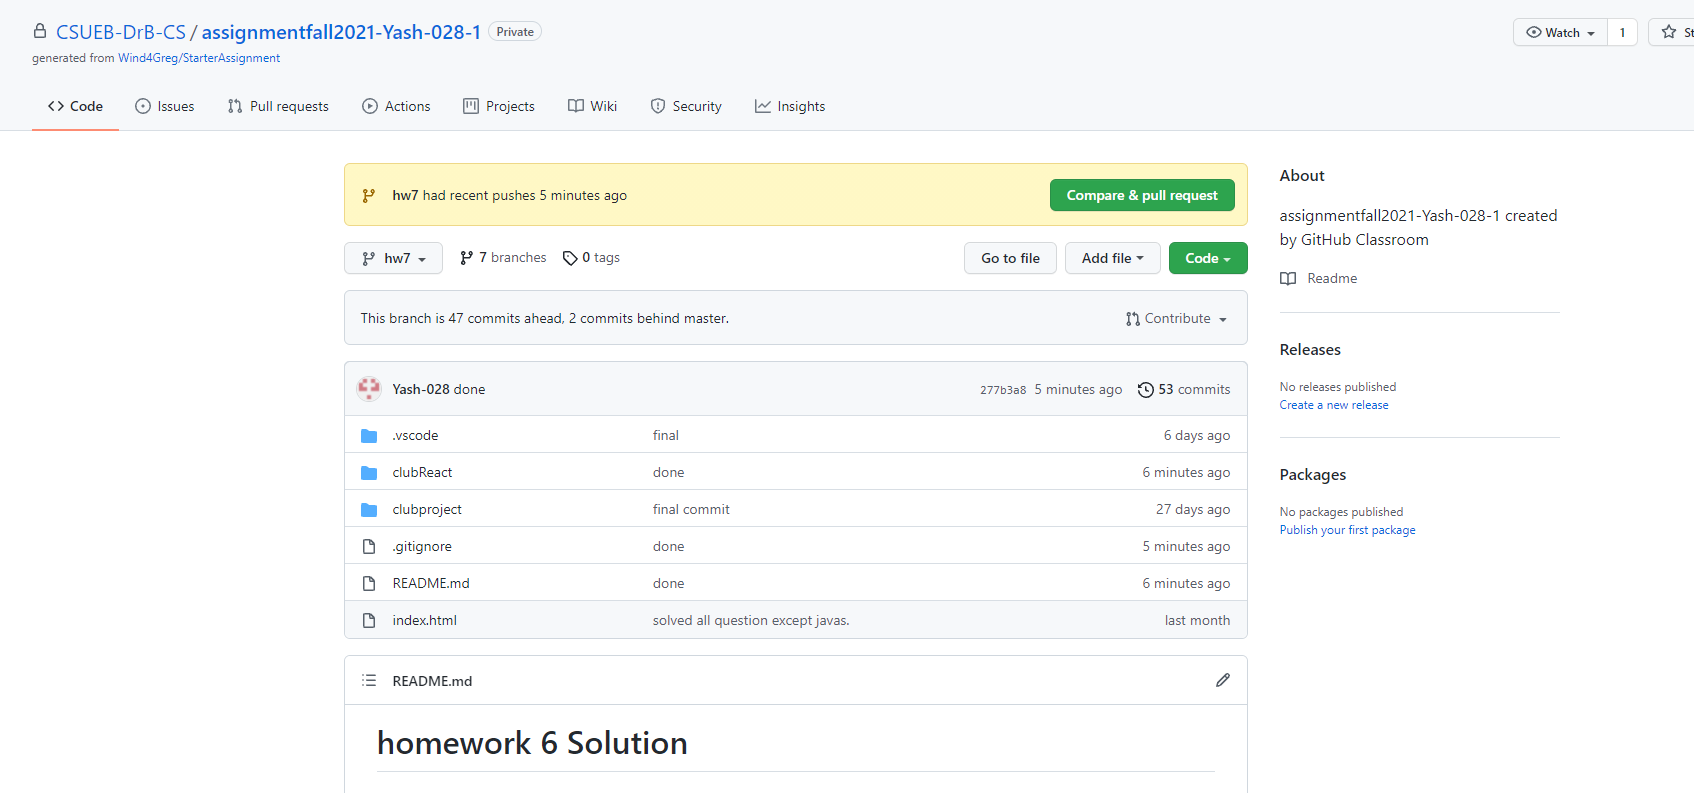 CSUEB-DrB-CS / assignmentfall2021-Yash-028-1 Private
Watch 1
generated from Wind4Greg/StarterAssignment
Code Issues Pull requests Actions Projects Wiki Security Insights
hw7 had recent pushes 5 minutes ago Compare & pull request
hw7 7 branches 0 tags Go to file Add file Code
This branch is 47 commits ahead, 2 commits behind master. Contribute
Yash-028 done 277b3a8 5 minutes ago 53 commits
.vscode final 6 days ago
clubReact done 6 minutes ago
clubproject final commit 27 days ago
.gitignore done 5 minutes ago
README.md done 6 minutes ago
index.html solved all question except javas. last month
README.md
homework 6 Solution
About
assignmentfall2021-Yash-028-1 created
by GitHub Classroom
Readme
Releases
No releases published
Create a new release
Packages
No packages published
Publish your first package